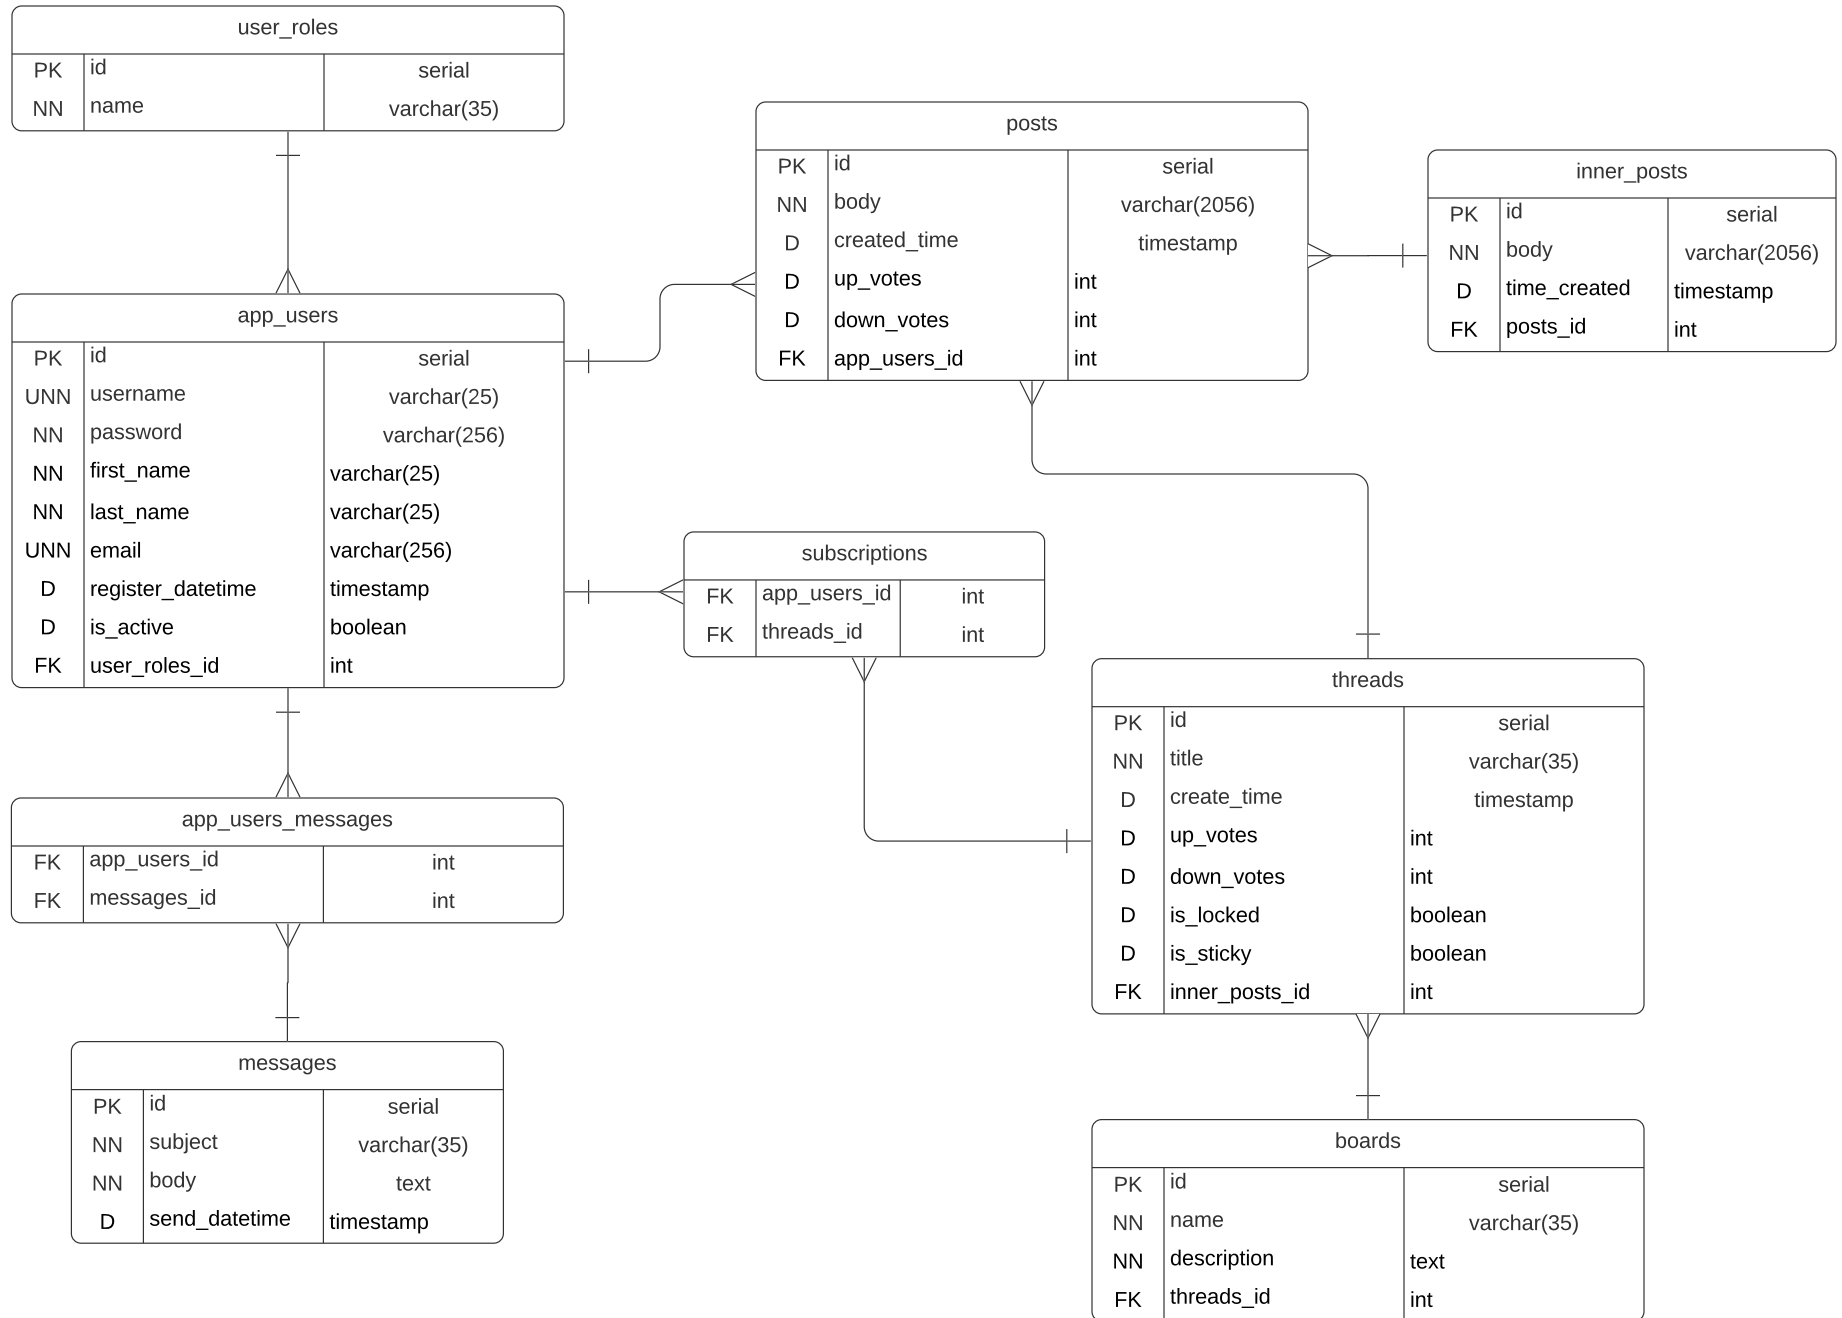 user_roles
PK id serial
NN name varchar(35)
posts
PK id serial
NN body varchar(2056)
D created_time timestamp
D up_votes int
D down_votes int
FK app_users_id int
inner_posts
PK id serial
NN body varchar(2056)
D time_created timestamp
FK posts_id int
app_users
PK id serial
UNN username varchar(25)
NN password varchar(256)
NN first_name varchar(25)
NN last_name varchar(25)
UNN email varchar(256)
D register_datetime timestamp
D is_active boolean
FK user_roles_id int
subscriptions
FK app_users_id int
FK threads_id int
threads
PK id serial
NN title varchar(35)
D create_time timestamp
D up_votes int
D down_votes int
D is_locked boolean
D is_sticky boolean
FK inner_posts_id int
app_users_messages
FK app_users_id int
FK messages_id int
messages
PK id serial
NN subject varchar(35)
NN body text
D send_datetime timestamp
boards
PK id serial
NN name varchar(35)
NN description text
FK threads_id int